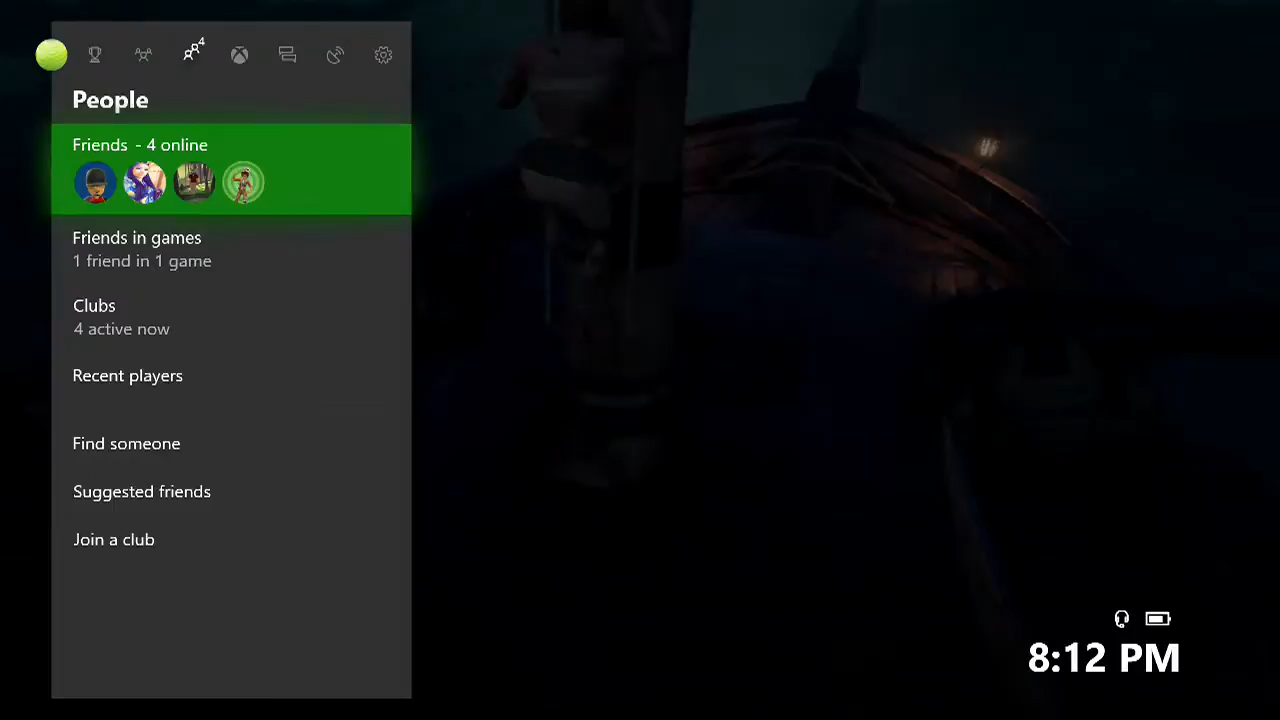 4
People
Friends - 4 online
Friends in games
1 friend in 1 game
Clubs
4 active now
Recent players
Find someone
Suggested friends
Join a club
8:12 PM